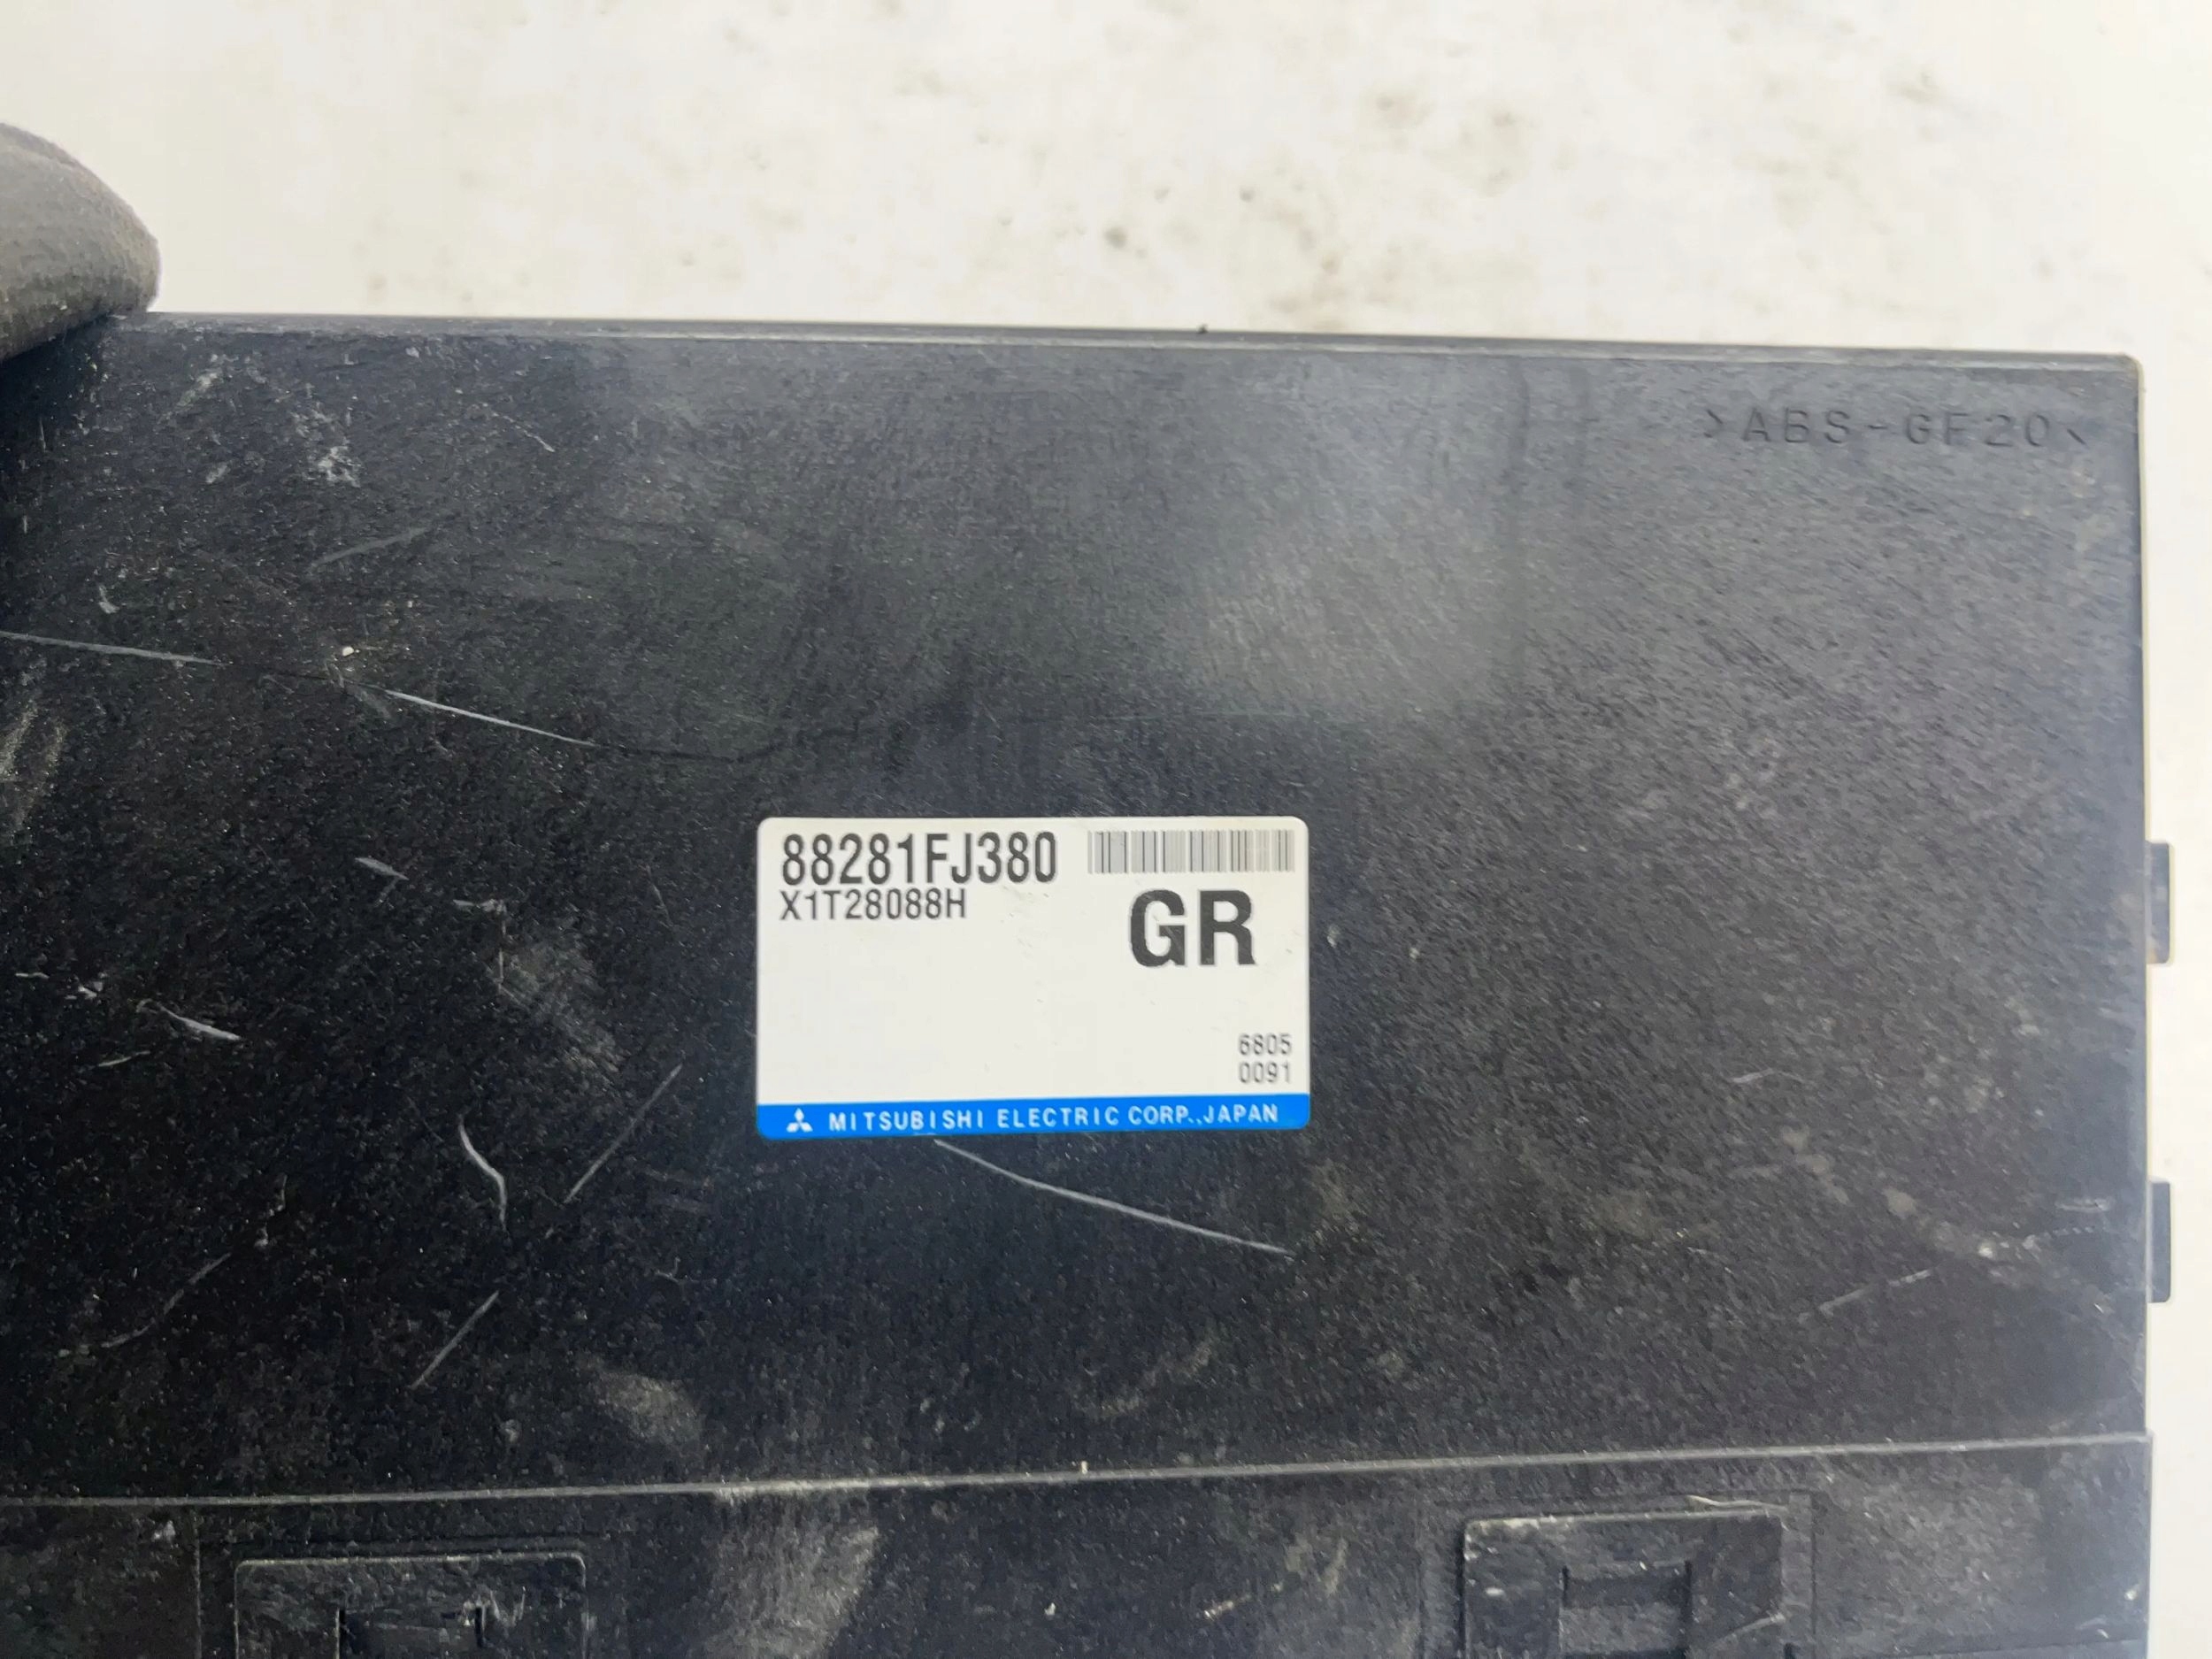 >ABS-GF20<
88281FJ380
X1T28088H
GR
6805
0091
MITSUBISHI ELECTRIC CORP.,JAPAN